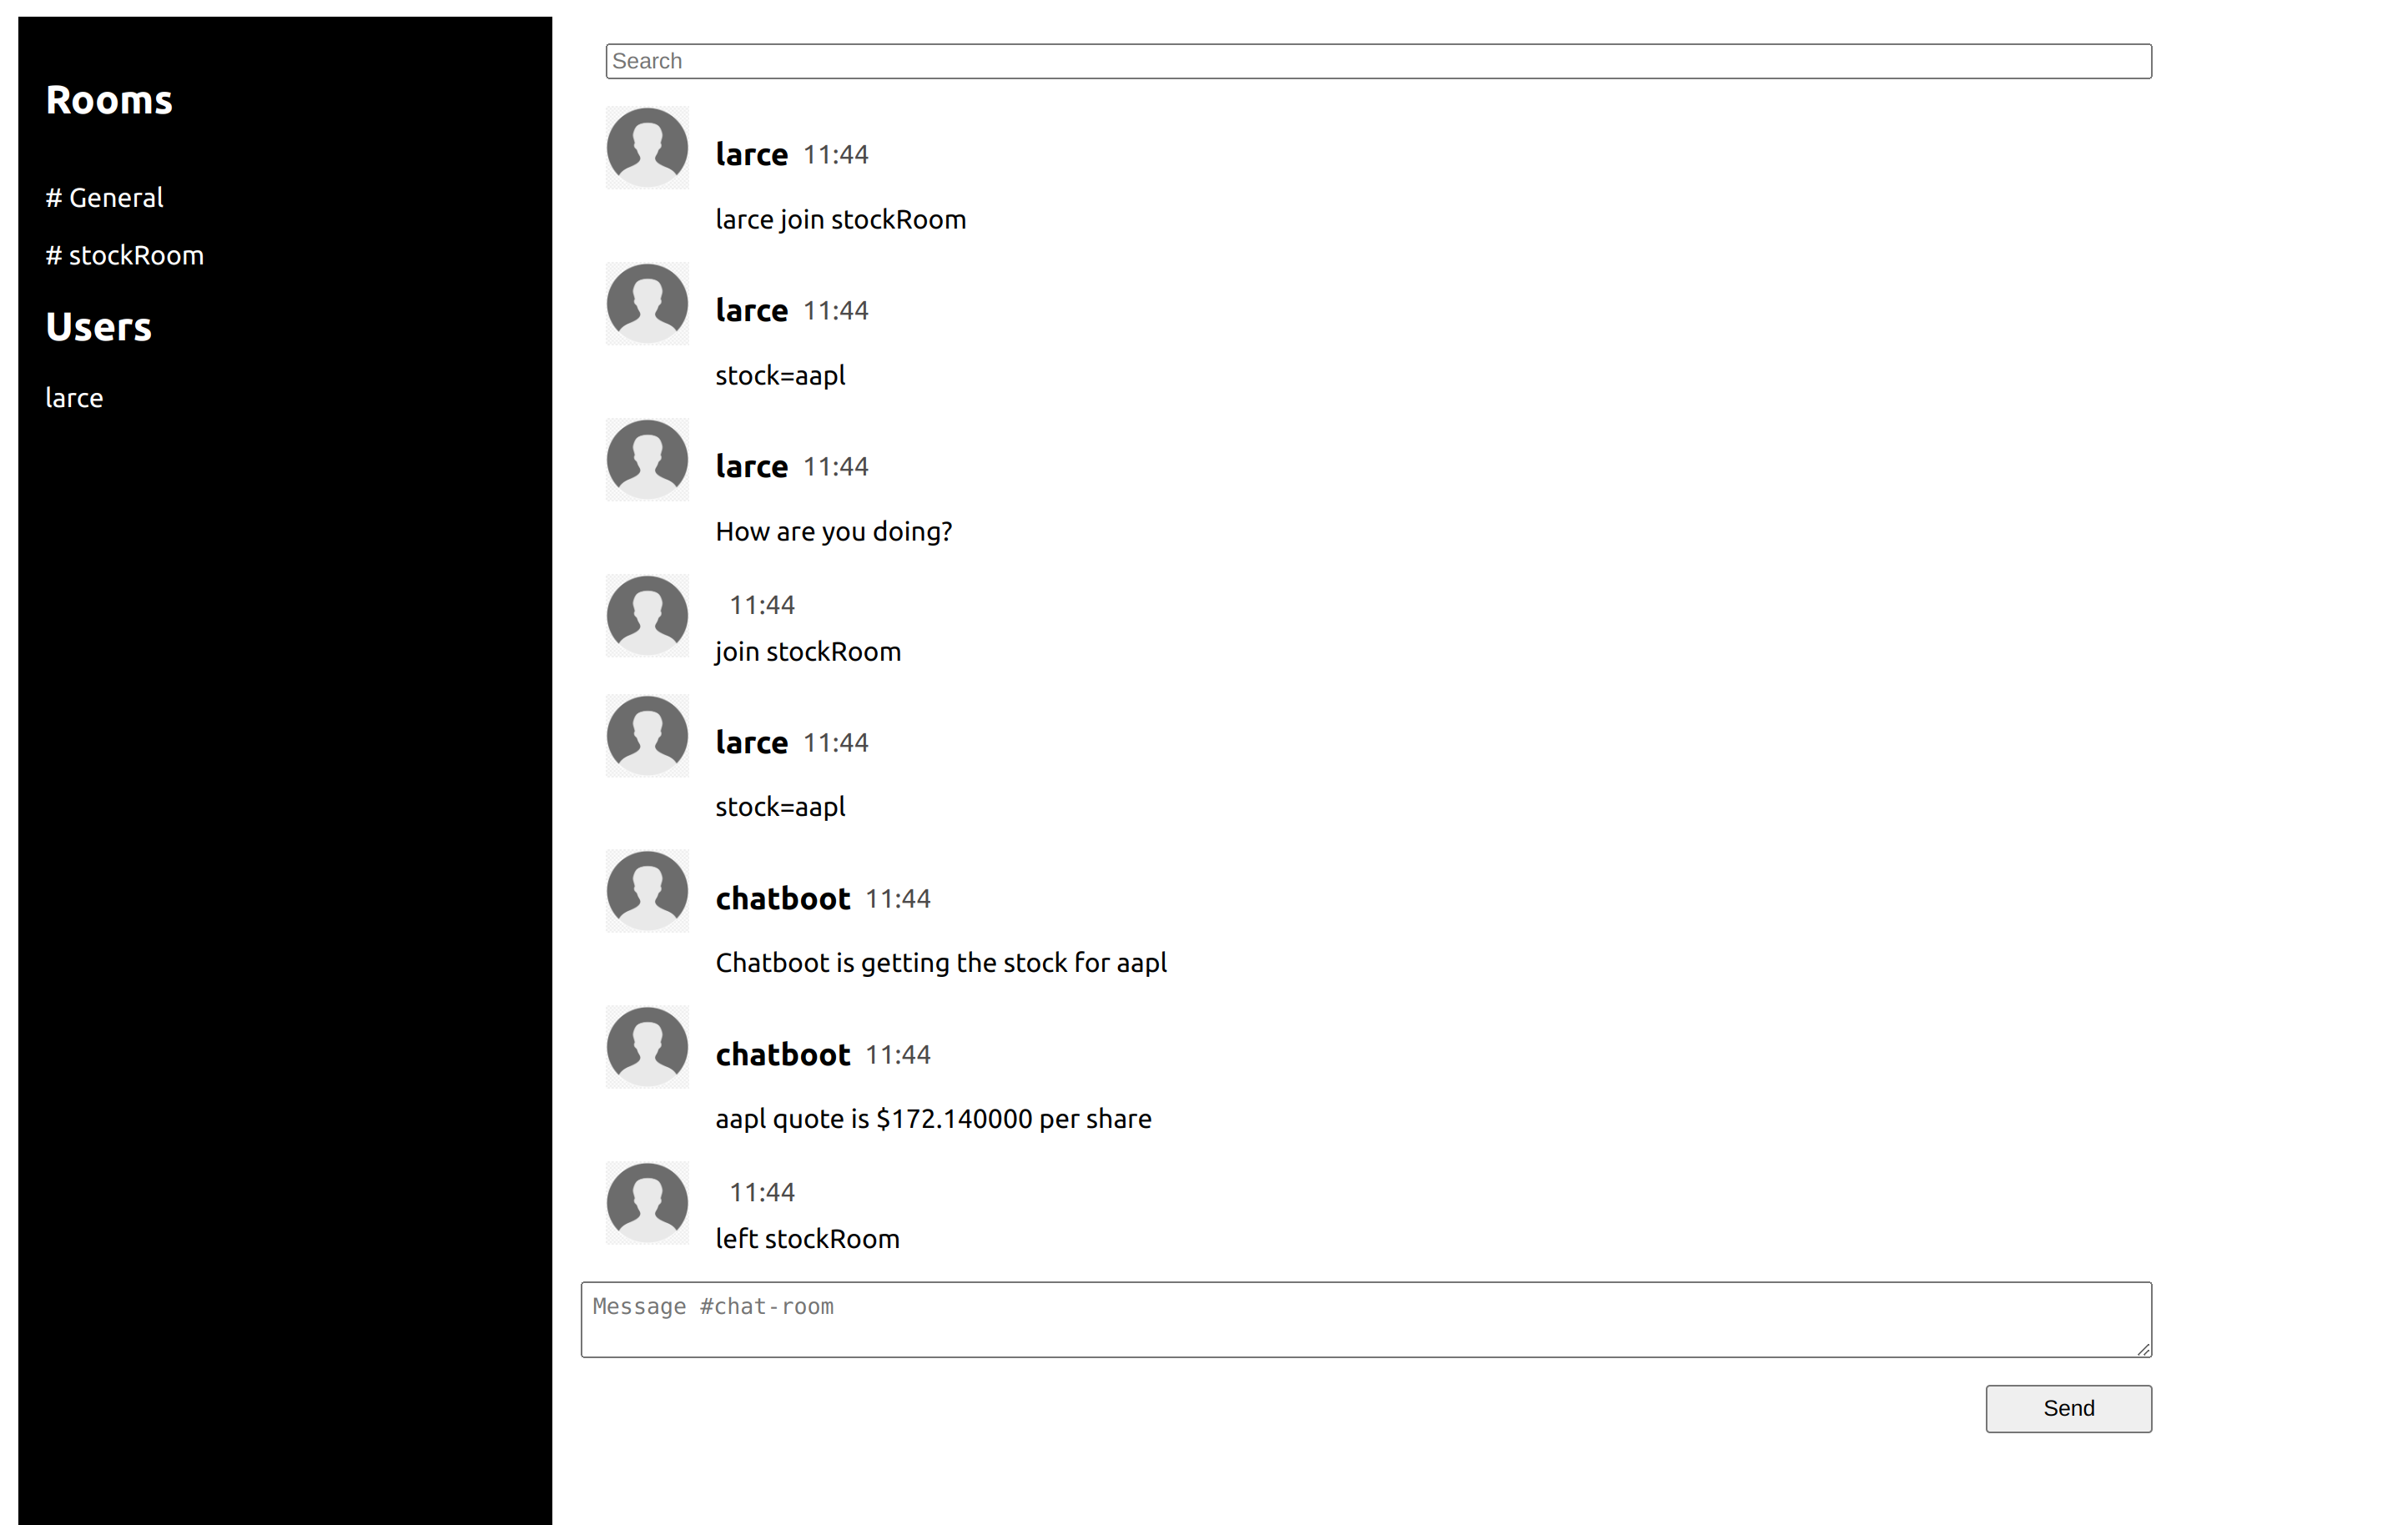 Rooms
# General
# stockRoom
Users
larce
Search
larce 11:44
larce join stockRoom
larce 11:44
stock=aapl
larce 11:44
How are you doing?
11:44
join stockRoom
larce 11:44
stock=aapl
chatboot 11:44
Chatboot is getting the stock for aapl
chatboot 11:44
aapl quote is $172.140000 per share
11:44
left stockRoom
Message #chat-room
Send